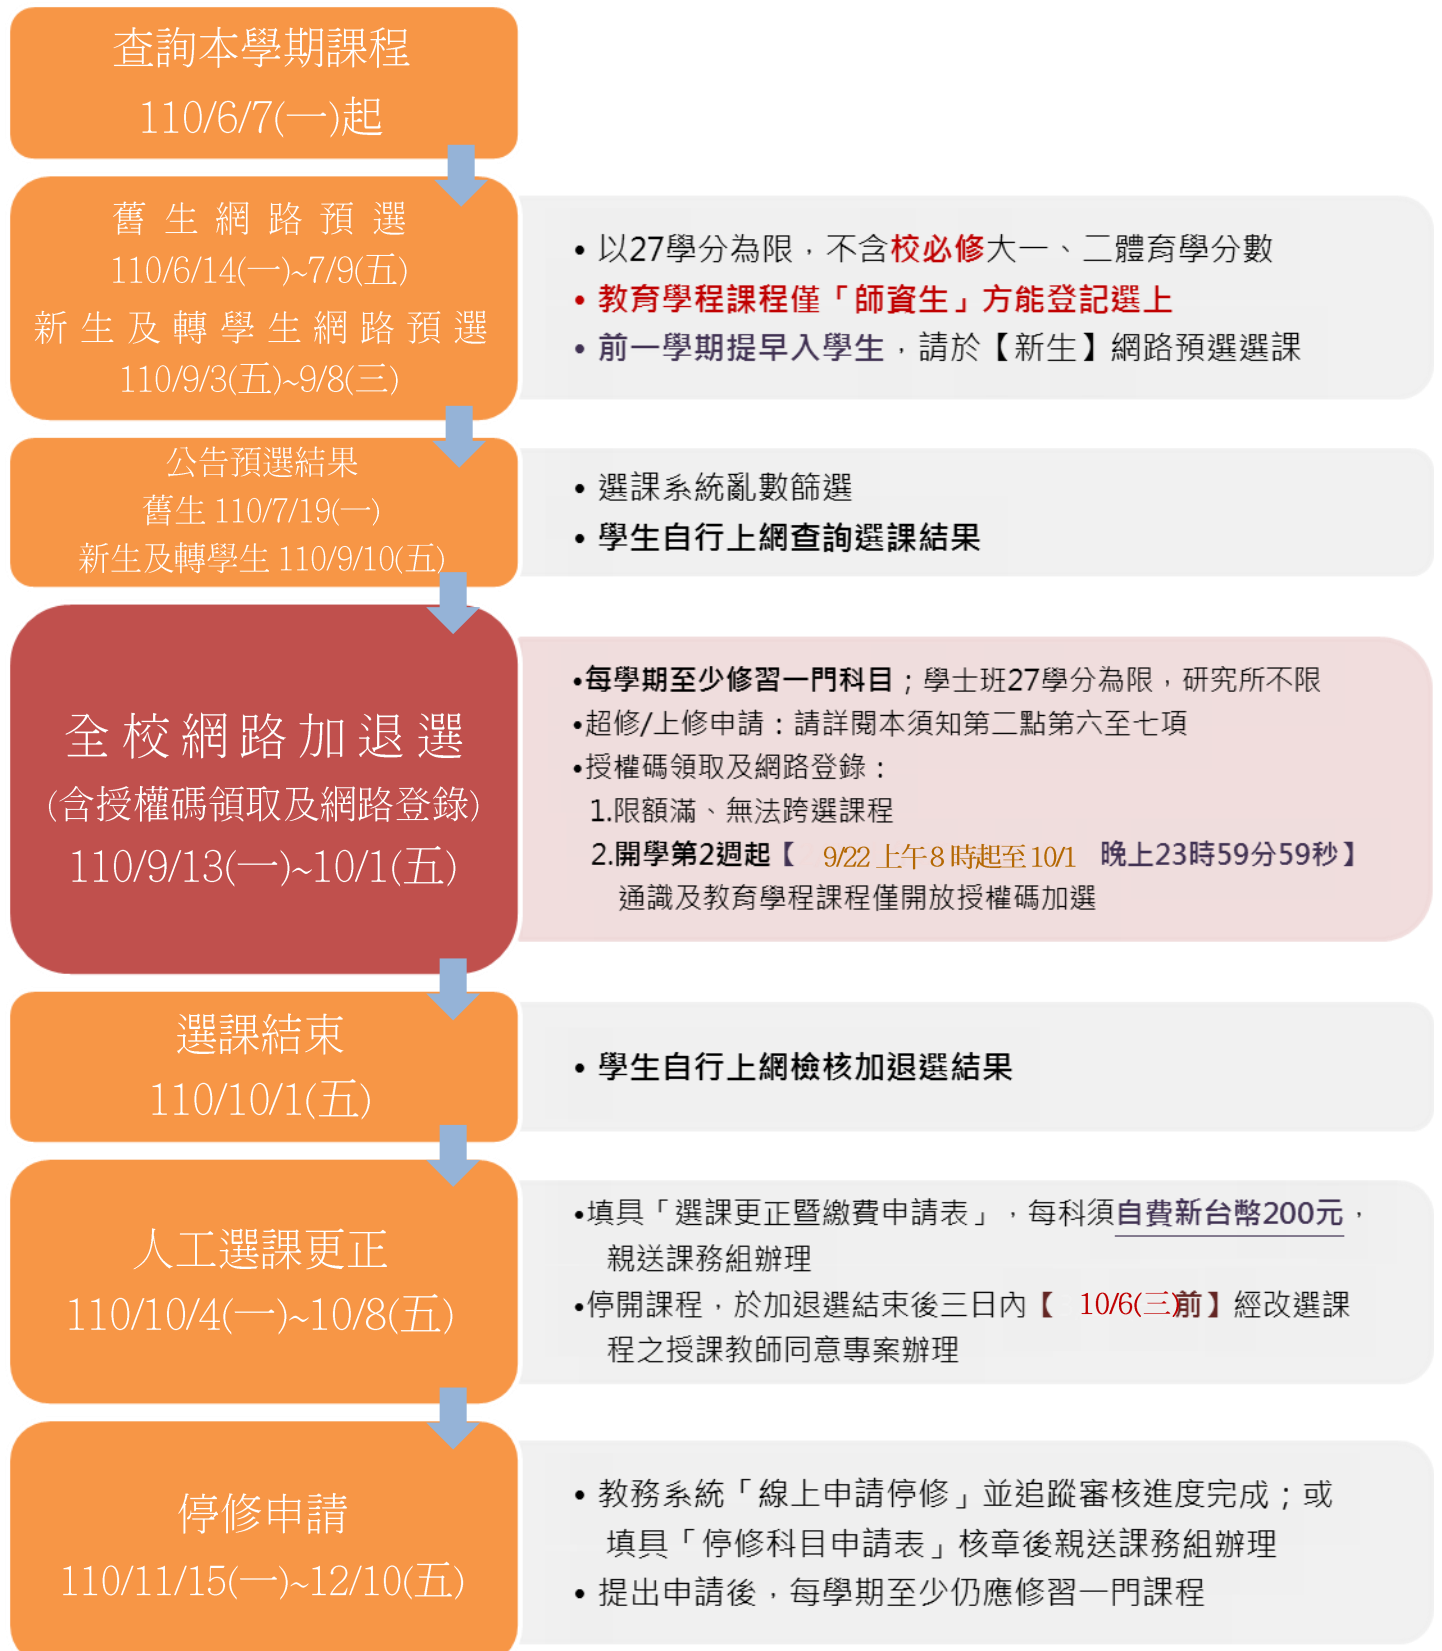 查詢本學期課程
110/6/7(一)起
舊生網路預選
110/6/14(一)~7/9(五)
新生及轉學生網路預選
110/9/3(五)~9/8(三)
• 以27學分為限，不含校必修大一、二體育學分數
• 教育學程課程僅「師資生」方能登記選上
• 前一學期提早入學生，請於【新生】網路預選選課
公告預選結果
舊生 110/7/19(一)
新生及轉學生 110/9/10(五)
• 選課系統亂數篩選
• 學生自行上網查詢選課結果
全校網路加退選
(含授權碼領取及網路登錄)
110/9/13(一)~10/1(五)
•每學期至少修習一門科目；學士班27學分為限，研究所不限
•超修/上修申請：請詳閱本須知第二點第六至七項
•授權碼領取及網路登錄：
1.限額滿、無法跨選課程
2.開學第2週起【 9/22 上午 8 時起至 10/1 晚上23時59分59秒】
通識及教育學程課程僅開放授權碼加選
選課結束
110/10/1(五)
• 學生自行上網檢核加退選結果
人工選課更正
110/10/4(一)~10/8(五)
•填具「選課更正暨繳費申請表」，每科須自費新台幣200元，
親送課務組辦理
•停開課程，於加退選結束後三日內【 10/6(三)前】經改選課
程之授課教師同意專案辦理
停修申請
110/11/15(一)~12/10(五)
• 教務系統「線上申請停修」並追蹤審核進度完成；或
填具「停修科目申請表」核章後親送課務組辦理
• 提出申請後，每學期至少仍應修習一門課程